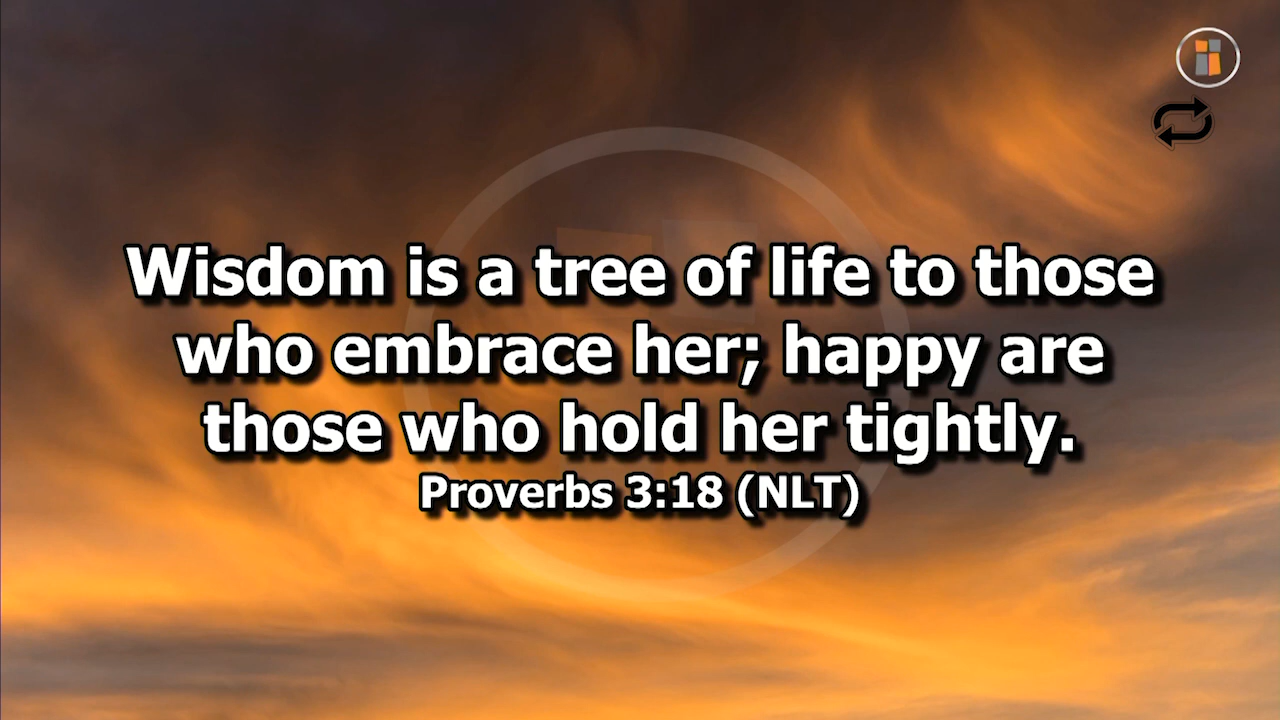 Wisdom is a tree of life to those
who embrace her; happy are
those who hold her tightly.
Proverbs 3:18 (NLT)